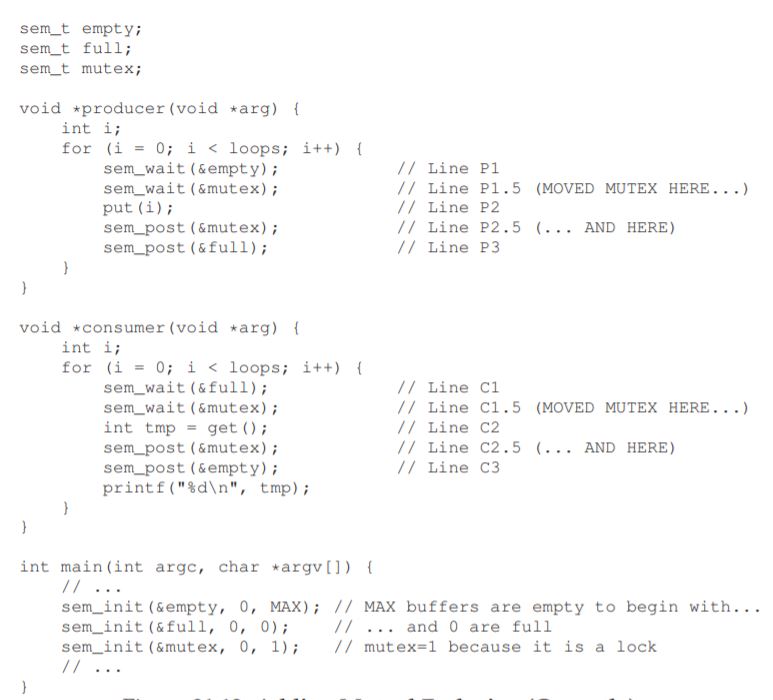 sem_t empty;
sem_t full;
sem_t mutex;

void *producer(void *arg) {
    int i;
    for (i = 0; i < loops; i++) {
        sem_wait(&empty);            // Line P1
        sem_wait(&mutex);            // Line P1.5 (MOVED MUTEX HERE...)
        put(i);                      // Line P2
        sem_post(&mutex);            // Line P2.5 (... AND HERE)
        sem_post(&full);             // Line P3
    }
}

void *consumer(void *arg) {
    int i;
    for (i = 0; i < loops; i++) {
        sem_wait(&full);             // Line C1
        sem_wait(&mutex);            // Line C1.5 (MOVED MUTEX HERE...)
        int tmp = get();             // Line C2
        sem_post(&mutex);            // Line C2.5 (... AND HERE)
        sem_post(&empty);            // Line C3
        printf("%d\n", tmp);
    }
}

int main(int argc, char *argv[]) {
    // ...
    sem_init(&empty, 0, MAX); // MAX buffers are empty to begin with...
    sem_init(&full, 0, 0);    // ... and 0 are full
    sem_init(&mutex, 0, 1);   // mutex=1 because it is a lock
    // ...
}